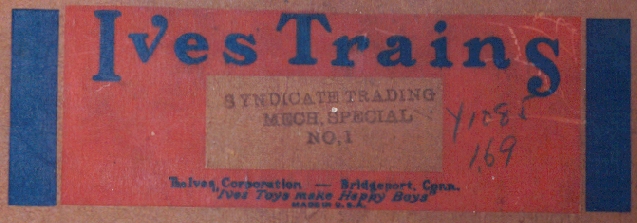 Ives Trains
SYNDICATE TRADING
MECH. SPECIAL
NO. 1
169
The Ives Corporation — Bridgeport, Conn.
"Ives Toys make Happy Boys"
MADE IN U.S.A.